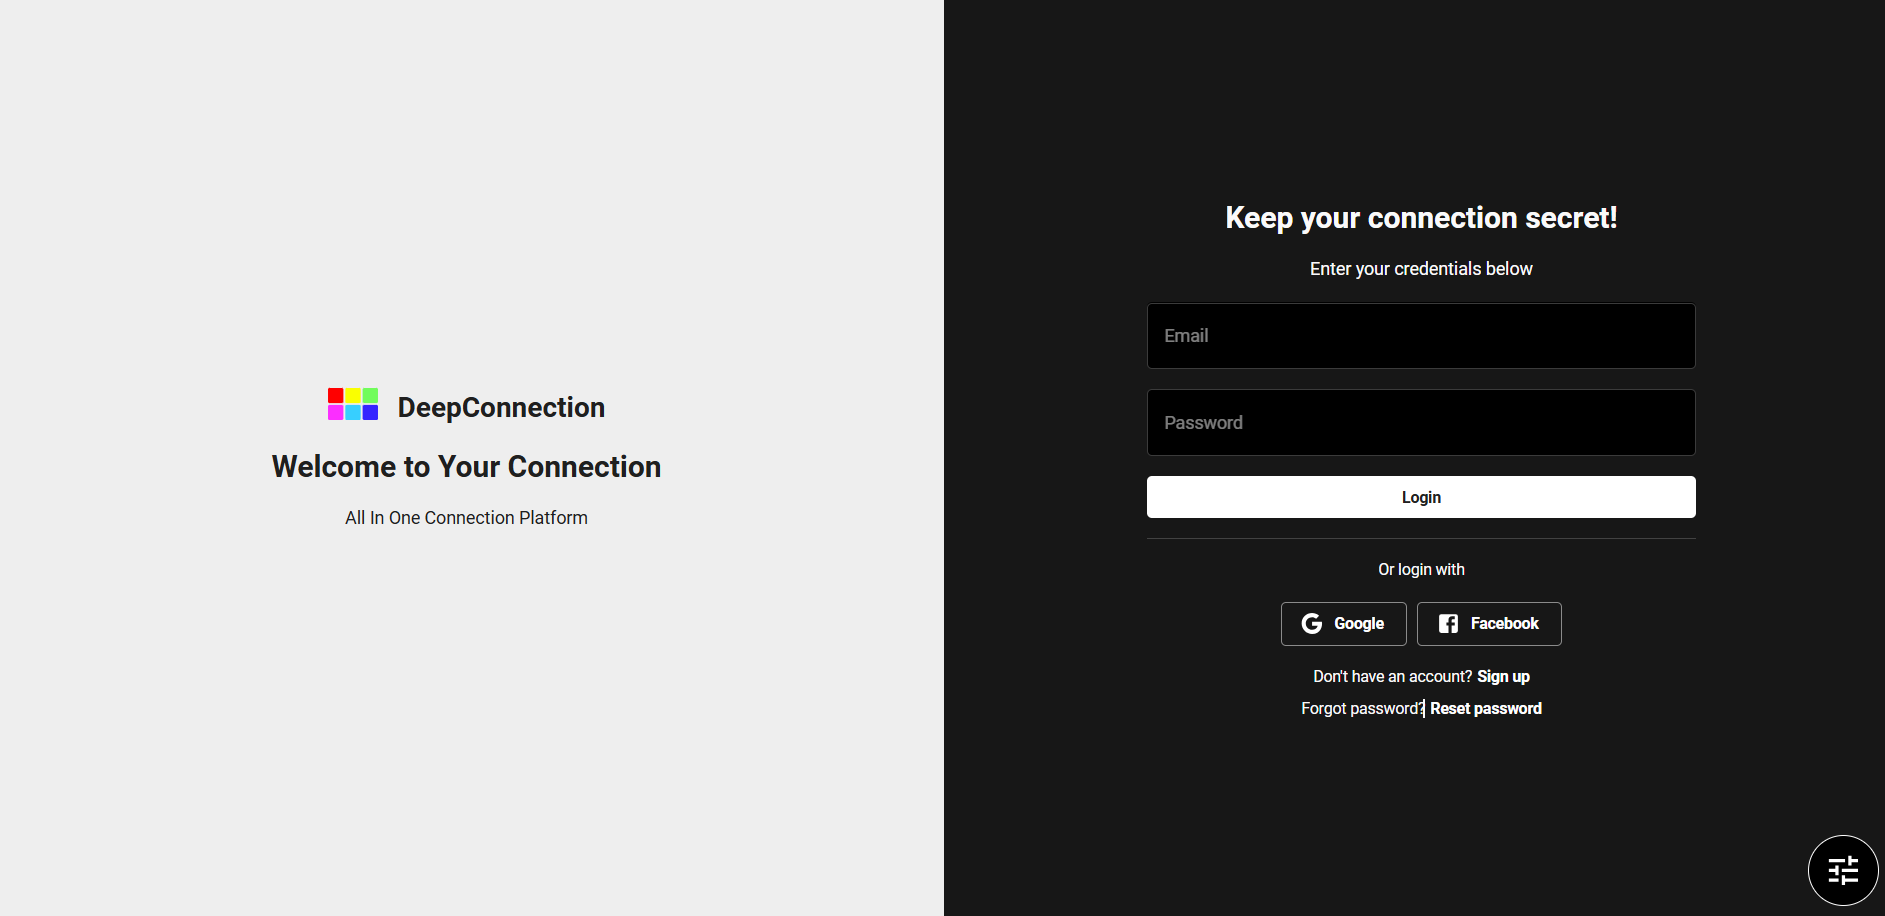 DeepConnection
Welcome to Your Connection
All In One Connection Platform
Keep your connection secret!
Enter your credentials below
Email
Password
Login
Or login with
Google
Facebook
Don't have an account? Sign up
Forgot password? Reset password